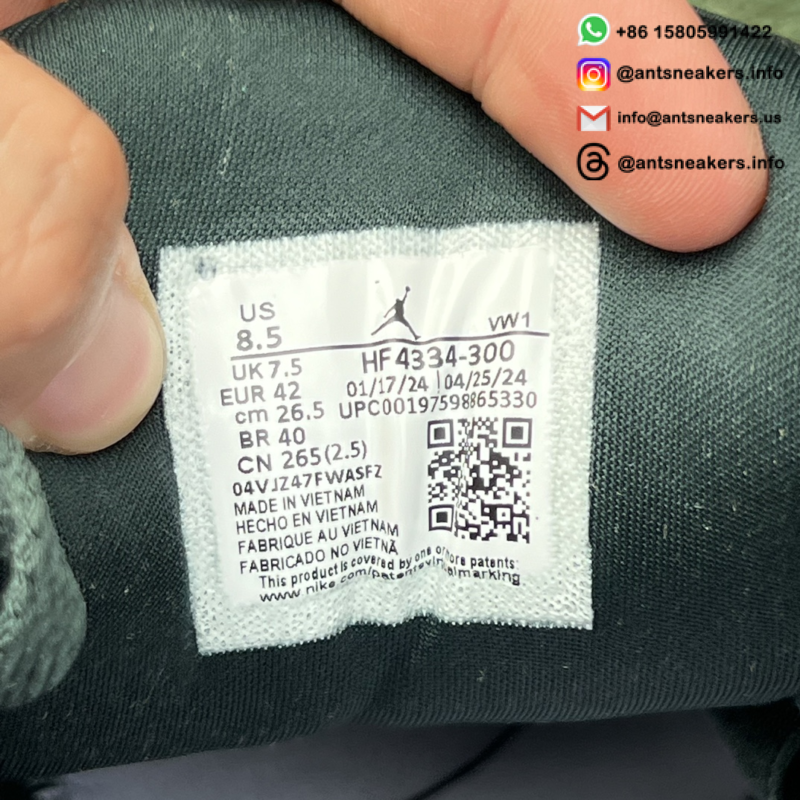 +86 15805991422
@antsneakers.info
info@antsneakers.us
@antsneakers.info
US
8.5
VW1
UK 7.5 HF4334-300
EUR 42 01/17/24 | 04/25/24
cm 26.5 UPC00197598865330
BR 40
CN 265(2.5)
04VJZ47FWASFZ
MADE IN VIETNAM
HECHO EN VIETNAM
FABRIQUE AU VIETNAM
FABRICADO NO VIETNÃ
This product is covered by one or more patents:
www.nike.com/patentvirtualmarking